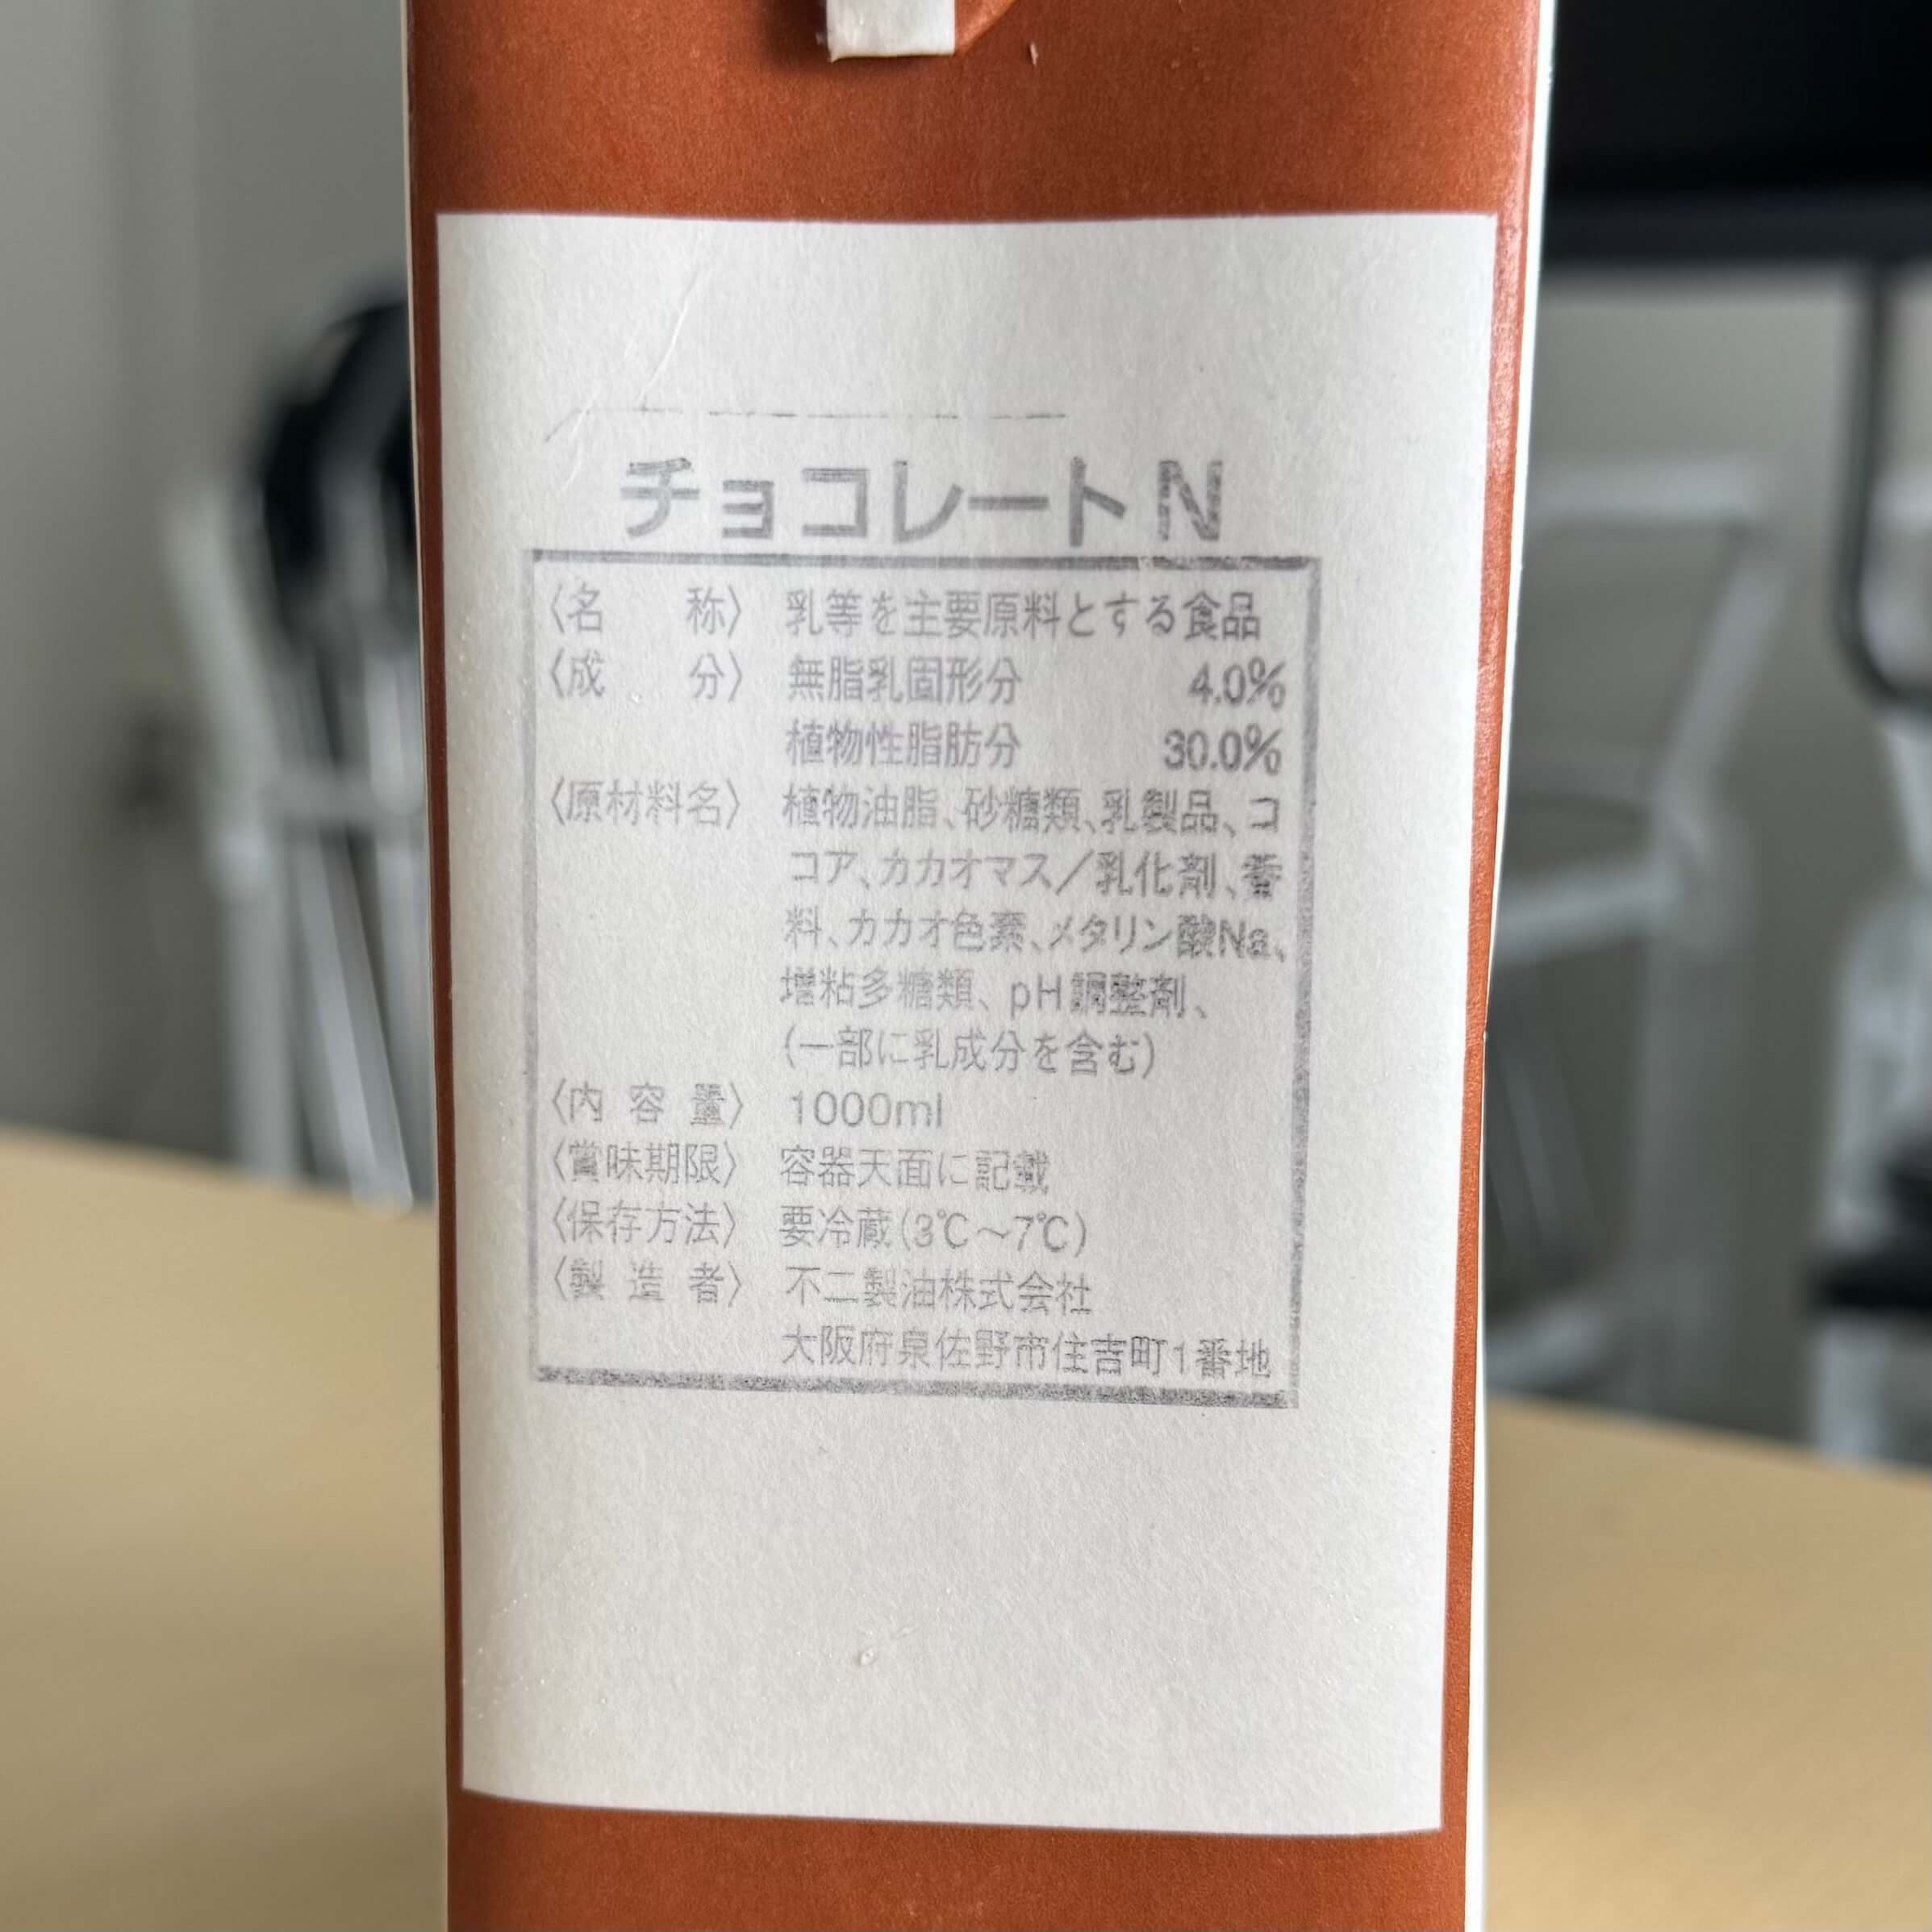 チョコレートN
〈名　称〉 乳等を主要原料とする食品
〈成　分〉 無脂乳固形分 4.0%
植物性脂肪分 30.0%
〈原材料名〉 植物油脂、砂糖類、乳製品、コ
コア、カカオマス／乳化剤、香
料、カカオ色素、メタリン酸Na、
増粘多糖類、pH調整剤、
(一部に乳成分を含む)
〈内容量〉 1000ml
〈賞味期限〉 容器天面に記載
〈保存方法〉 要冷蔵(3℃～7℃)
〈製造者〉 不二製油株式会社
大阪府泉佐野市住吉町1番地